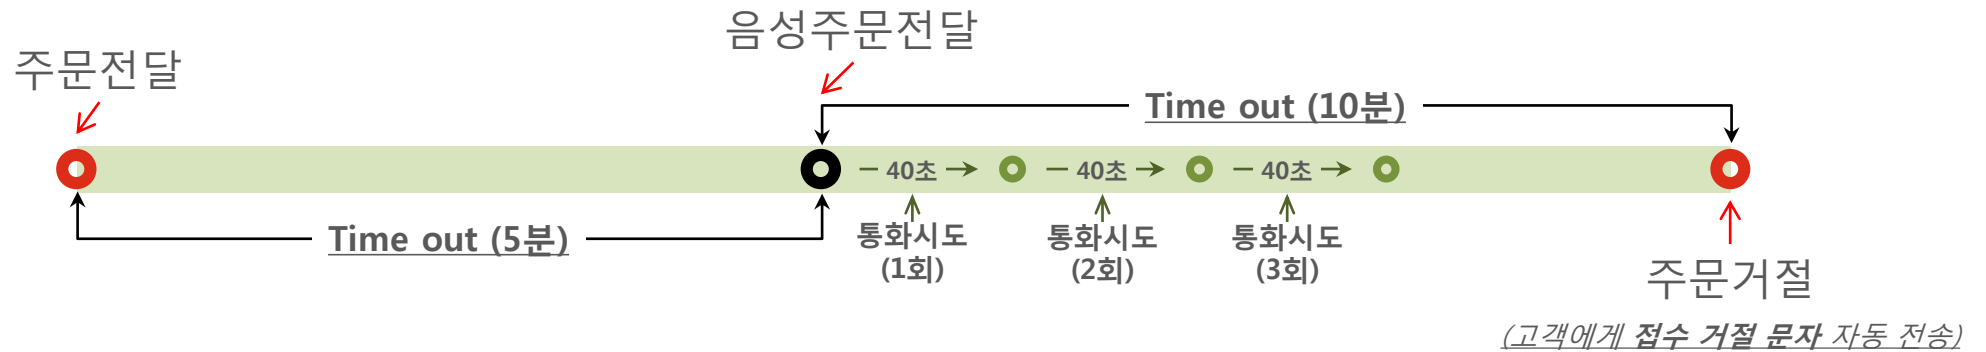 음성주문전달
주문전달
Time out (10분)
40초
40초
40초
Time out (5분)
통화시도
(1회)
통화시도
(2회)
통화시도
(3회)
주문거절
(고객에게 접수 거절 문자 자동 전송)